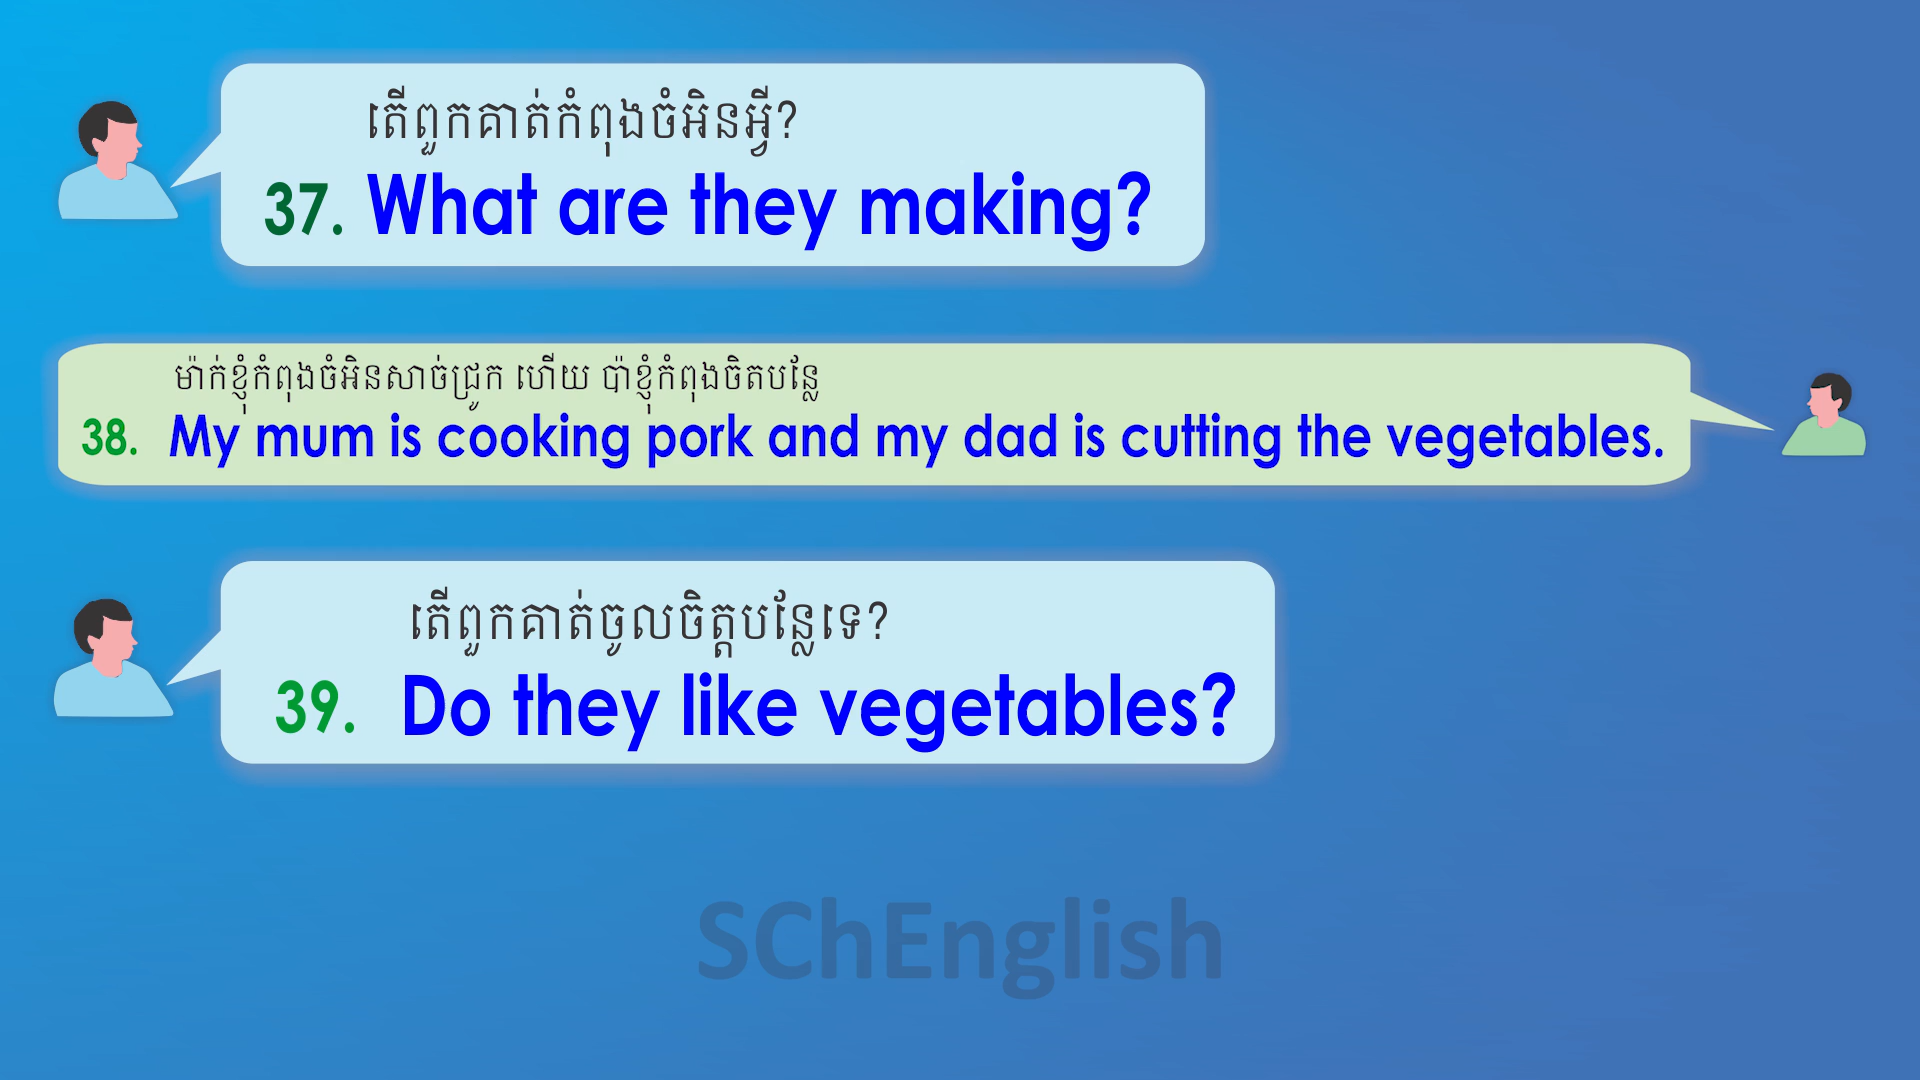 តើពួកគាត់កំពុងចំអិនអ្វី?
37. What are they making?
ម៉ាក់ខ្ញុំកំពុងចំអិនសាច់ជ្រូក ហើយ ប៉ាខ្ញុំកំពុងចិតបន្លែ
38. My mum is cooking pork and my dad is cutting the vegetables.
តើពួកគាត់ចូលចិត្តបន្លែទេ?
39. Do they like vegetables?
SChEnglish